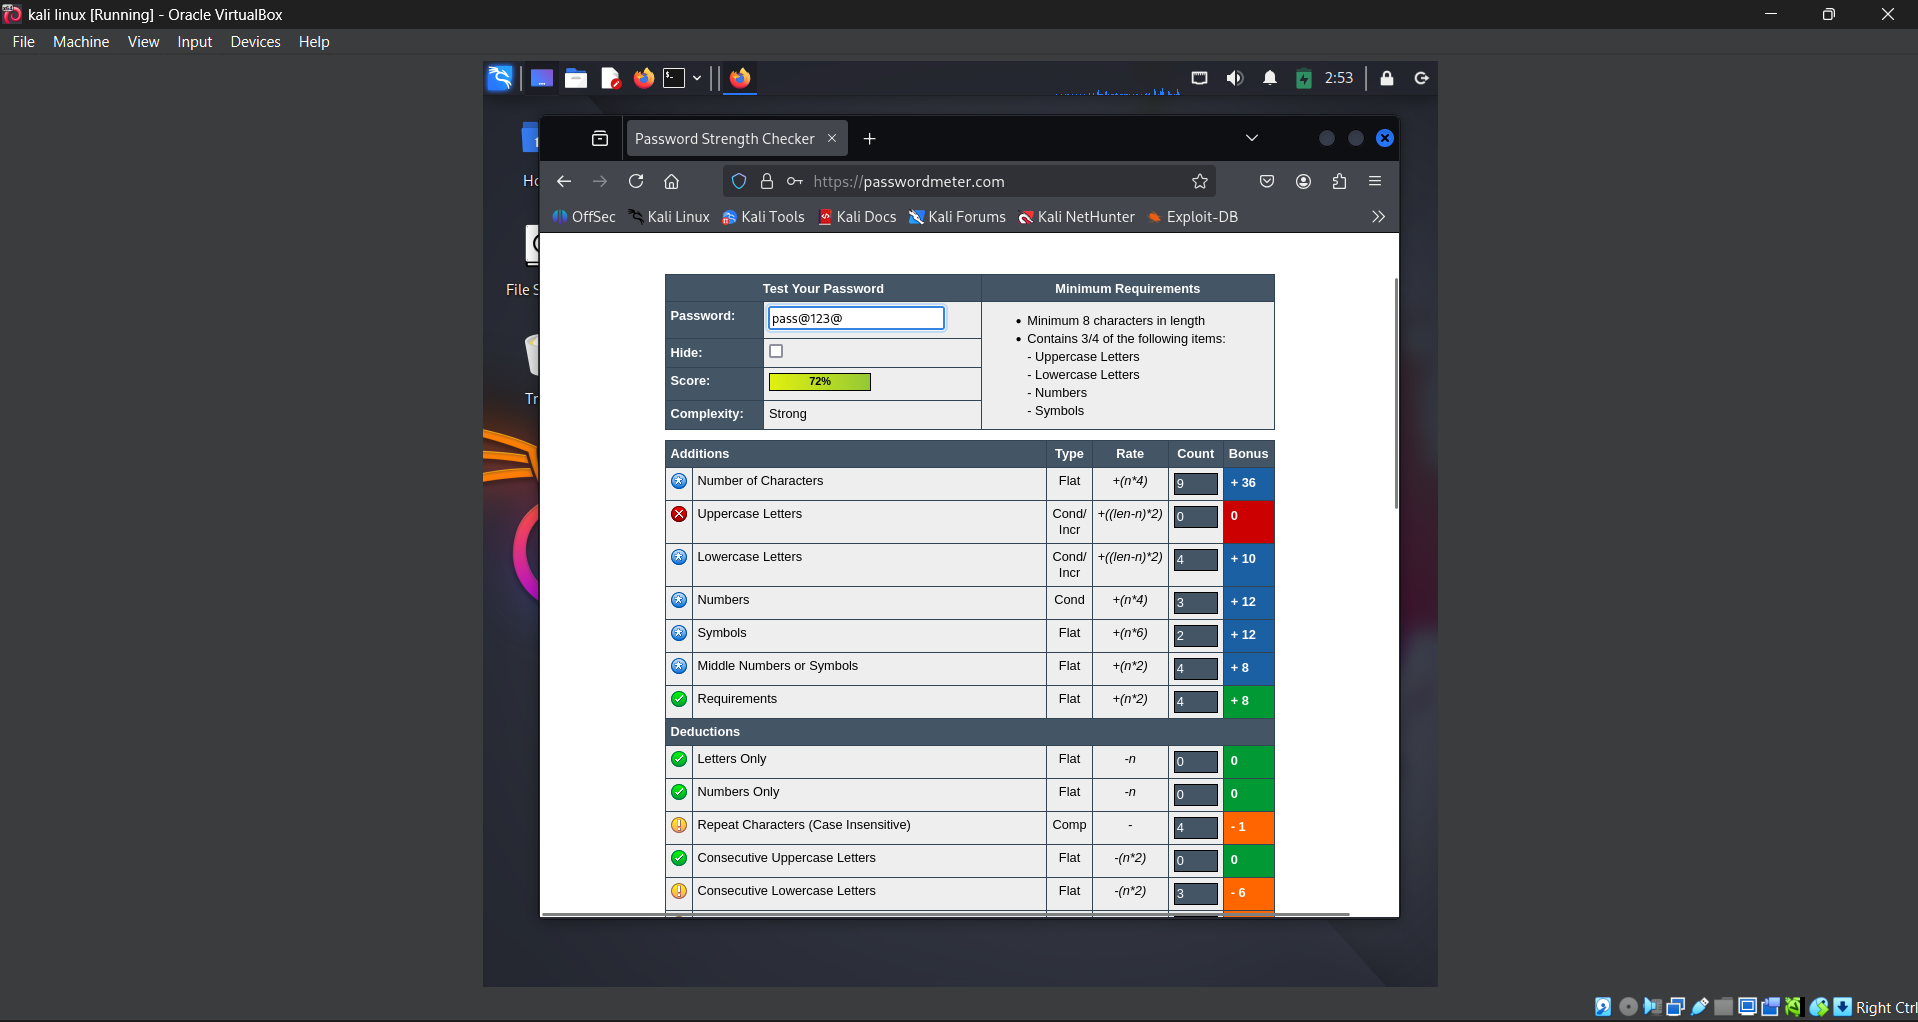 kali linux [Running] - Oracle VirtualBox
File Machine View Input Devices Help
2:53
Password Strength Checker
https://passwordmeter.com
OffSec Kali Linux Kali Tools Kali Docs Kali Forums Kali NetHunter Exploit-DB
File
Test Your Password Minimum Requirements
Password: pass@123@
Hide:
Score: 72%
Complexity: Strong
• Minimum 8 characters in length
• Contains 3/4 of the following items:
- Uppercase Letters
- Lowercase Letters
- Numbers
- Symbols
Additions Type Rate Count Bonus
Number of Characters Flat +(n*4) 9 + 36
Uppercase Letters Cond/ Incr +((len-n)*2) 0 0
Lowercase Letters Cond/ Incr +((len-n)*2) 4 + 10
Numbers Cond +(n*4) 3 + 12
Symbols Flat +(n*6) 2 + 12
Middle Numbers or Symbols Flat +(n*2) 4 + 8
Requirements Flat +(n*2) 4 + 8
Deductions
Letters Only Flat -n 0 0
Numbers Only Flat -n 0 0
Repeat Characters (Case Insensitive) Comp - 4 - 1
Consecutive Uppercase Letters Flat -(n*2) 0 0
Consecutive Lowercase Letters Flat -(n*2) 3 - 6
Right Ctrl